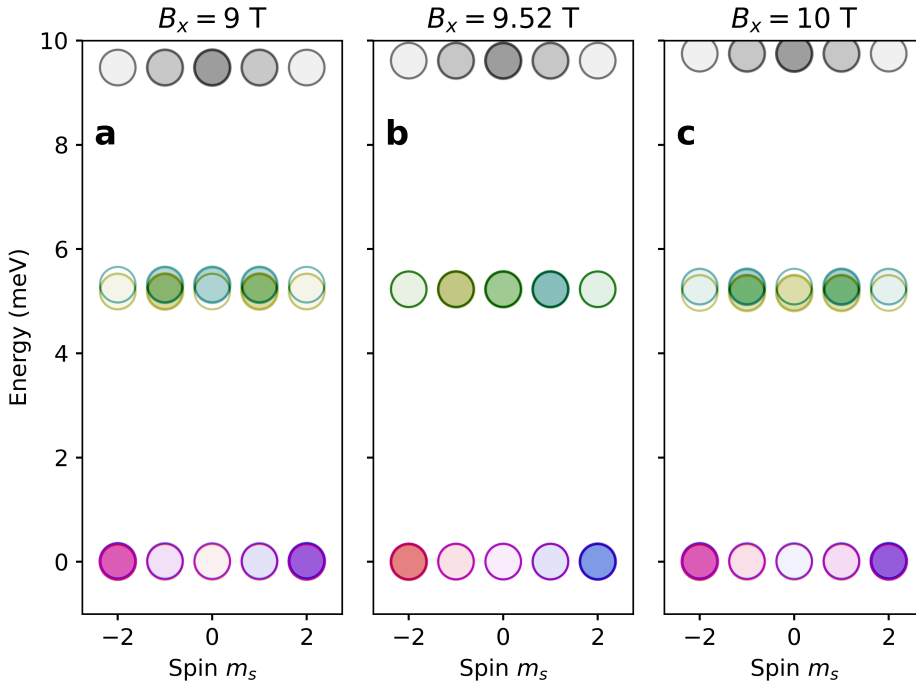 B_x = 9 T
B_x = 9.52 T
B_x = 10 T
Energy (meV)
10
8
6
4
2
0
a
b
c
−2 0 2
−2 0 2
−2 0 2
Spin m_s
Spin m_s
Spin m_s